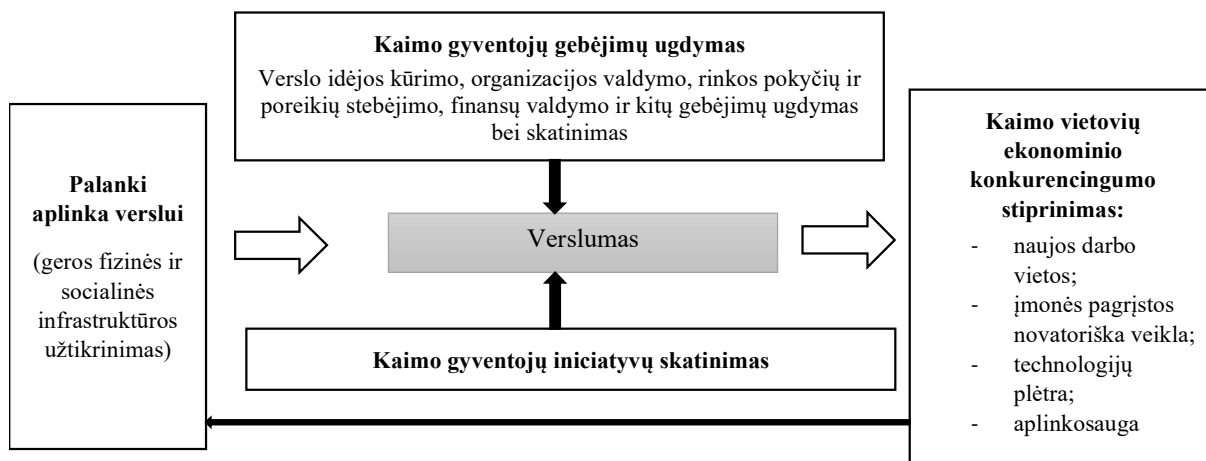 Kaimo gyventojų gebėjimų ugdymas
Verslo idėjos kūrimo, organizacijos valdymo, rinkos pokyčių ir
poreikių stebėjimo, finansų valdymo ir kitų gebėjimų ugdymas
bei skatinimas
Palanki
aplinka verslui
(geros fizinės ir
socialinės
infrastruktūros
užtikrinimas)
Verslumas
Kaimo gyventojų iniciatyvų skatinimas
Kaimo vietovių
ekonominio
konkurencingumo
stiprinimas:
- naujos darbo
vietos;
- įmonės pagrįstos
novatoriška veikla;
- technologijų
plėtra;
- aplinkosauga